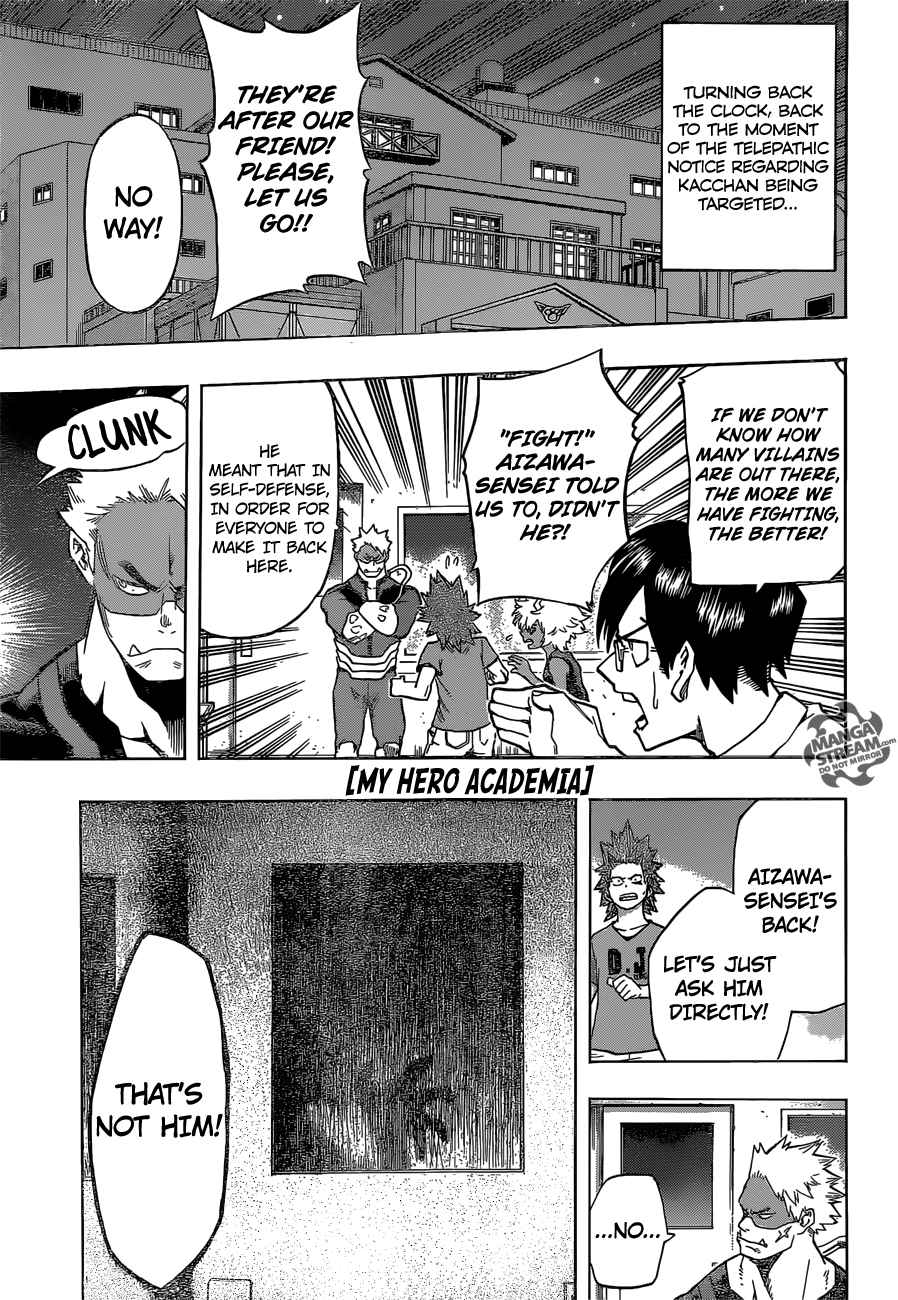 TURNING BACK
THE CLOCK, BACK
TO THE MOMENT
OF THE TELEPATHIC
NOTICE REGARDING
KACCHAN BEING
TARGETED...
THEY'RE
AFTER OUR
FRIEND!
PLEASE,
LET US
GO!!
NO
WAY!
IF WE DON'T
KNOW HOW
MANY VILLAINS
ARE OUT THERE,
THE MORE WE
HAVE FIGHTING,
THE BETTER!
"FIGHT!"
AIZAWA-
SENSEI TOLD
US TO, DIDN'T
HE?!
HE
MEANT THAT IN
SELF-DEFENSE,
IN ORDER FOR
EVERYONE TO
MAKE IT BACK
HERE.
CLUNK
MANGA
STREAM.com
DO NOT MIRROR
[MY HERO ACADEMIA]
AIZAWA-
SENSEI'S
BACK!
LET'S JUST
ASK HIM
DIRECTLY!
D.J
...NO...
THAT'S
NOT HIM!